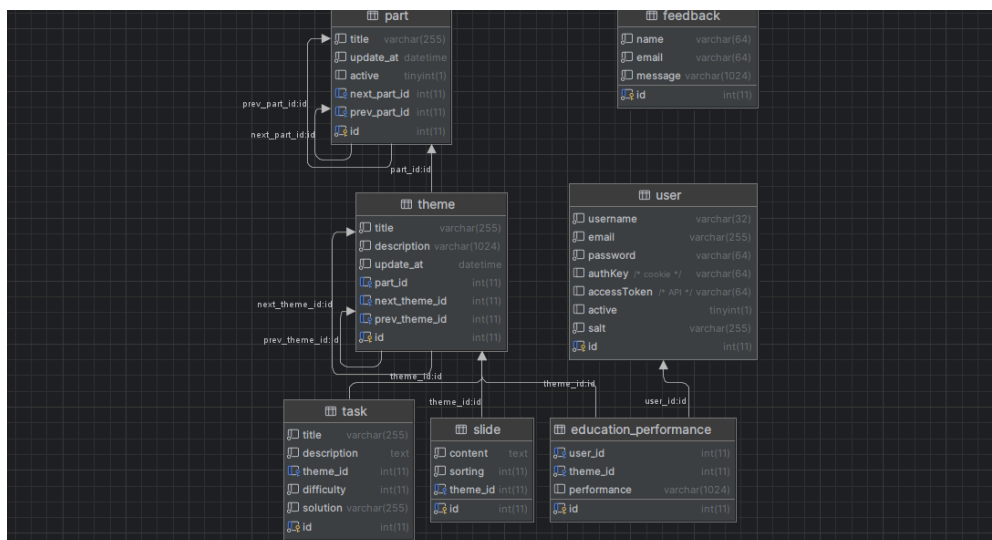 part
title varchar(255)
update_at datetime
active tinyint(1)
next_part_id int(11)
prev_part_id int(11)
id int(11)
prev_part_id:id
next_part_id:id
part_id:id
feedback
name varchar(64)
email varchar(64)
message varchar(1024)
id int(11)
theme
title varchar(255)
description varchar(1024)
update_at datetime
part_id int(11)
next_theme_id int(11)
prev_theme_id int(11)
id int(11)
next_theme_id:id
prev_theme_id:id
user
username varchar(32)
email varchar(255)
password varchar(64)
authKey /* cookie */ varchar(64)
accessToken /* API */ varchar(64)
active tinyint(1)
salt varchar(255)
id int(11)
theme_id:id
theme_id:id
theme_id:id
user_id:id
task
title varchar(255)
description text
theme_id int(11)
difficulty int(11)
solution varchar(255)
id int(11)
slide
content text
sorting int(11)
theme_id int(11)
id int(11)
education_performance
user_id int(11)
theme_id int(11)
performance varchar(1024)
id int(11)